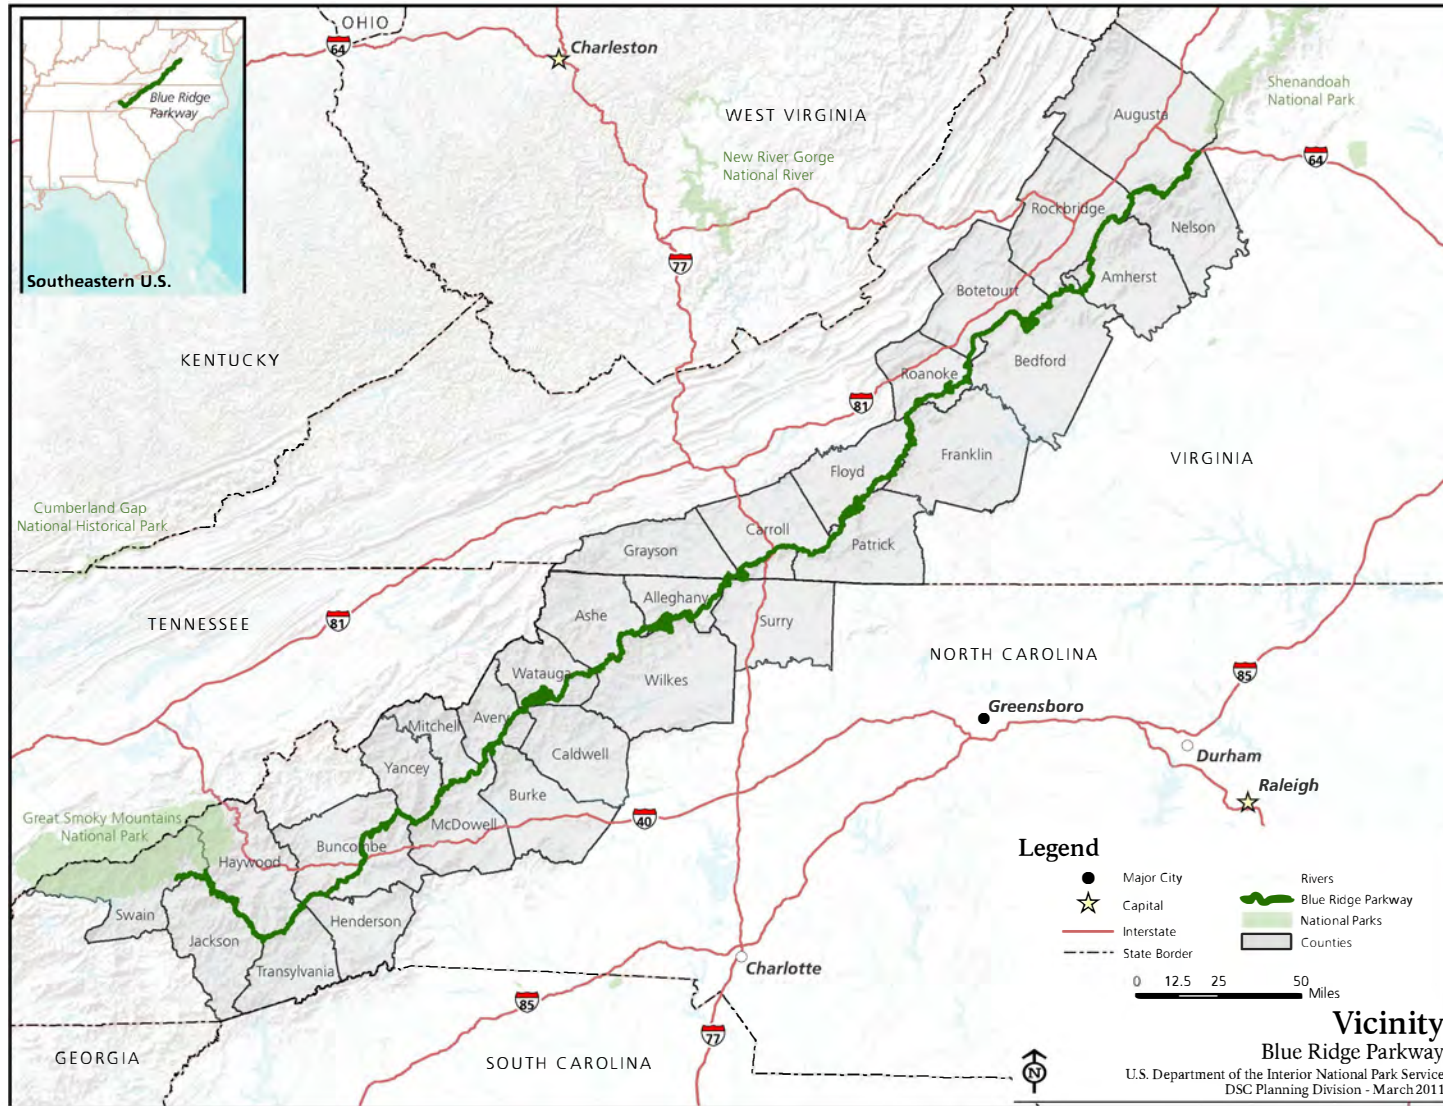 OHIO
64
Charleston
Blue Ridge
Parkway
Southeastern U.S.
WEST VIRGINIA
New River Gorge
National River
Shenandoah
National Park
Augusta
64
Rockbridge
Nelson
77
Amherst
Botetourt
KENTUCKY
Bedford
Roanoke
81
Franklin
VIRGINIA
Floyd
Cumberland Gap
National Historical Park
Carroll
Grayson
Patrick
Alleghany
Ashe
81
TENNESSEE
Surry
NORTH CAROLINA
Watauga
Wilkes
85
Greensboro
Mitchell
Avery
Durham
Caldwell
Yancey
Raleigh
Burke
Great Smoky Mountains
National Park
40
McDowell
Buncombe
Haywood
Swain
Henderson
Jackson
Transylvania
Charlotte
85
77
GEORGIA
SOUTH CAROLINA
Legend
Major City
Capital
Interstate
State Border
Rivers
Blue Ridge Parkway
National Parks
Counties
0 12.5 25 50
Miles
N
Vicinity
Blue Ridge Parkway
U.S. Department of the Interior National Park Service
DSC Planning Division - March 2011